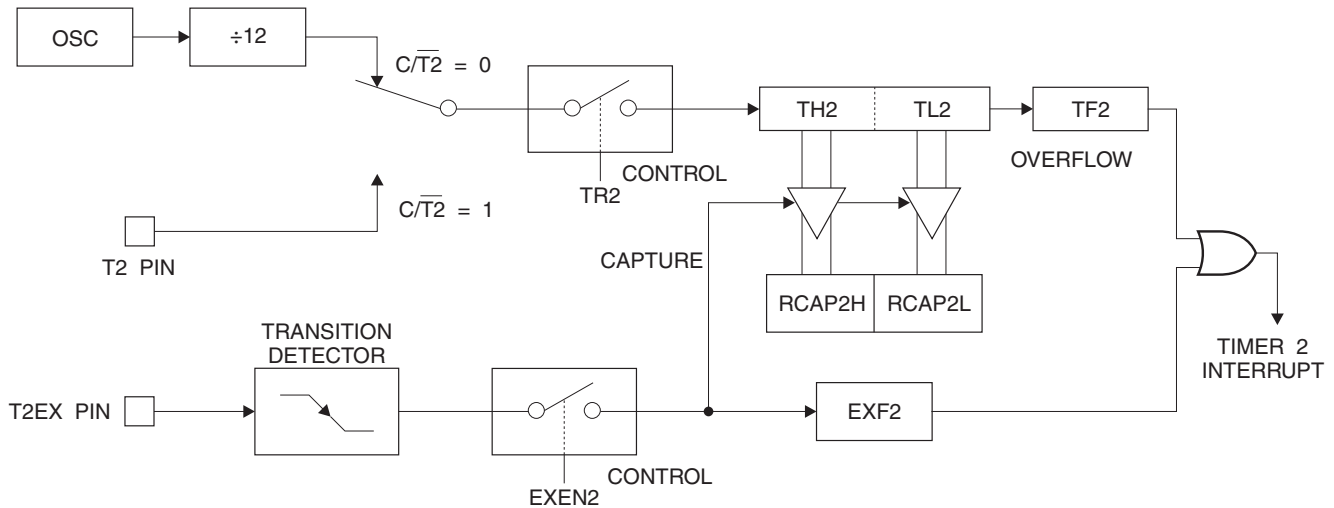 OSC
÷12
C/T2̅ = 0
TH2
TL2
TF2
OVERFLOW
CONTROL
TR2
C/T2̅ = 1
T2 PIN
CAPTURE
RCAP2H
RCAP2L
TRANSITION
DETECTOR
TIMER 2
INTERRUPT
T2EX PIN
EXF2
CONTROL
EXEN2